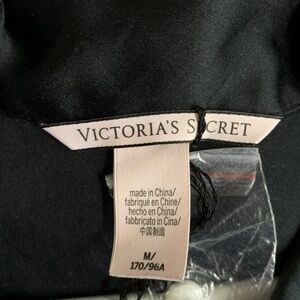 VICTORIA'S SECRET
made in China/
fabriqué en Chine/
hecho en China/
fabbricato in Cina/
中国制造
M/
170/96A